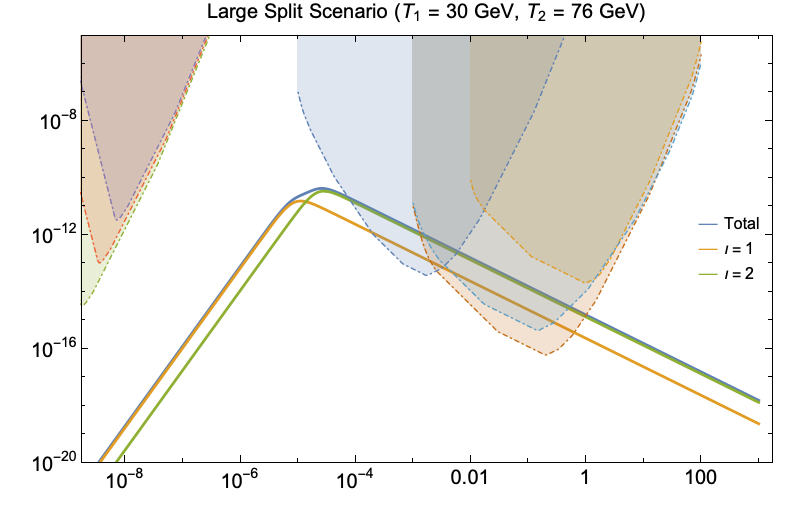 Large Split Scenario (T₁ = 30 GeV, T₂ = 76 GeV)
10⁻⁸
10⁻¹²
10⁻¹⁶
10⁻²⁰
Total
ı = 1
ı = 2
10⁻⁸ 10⁻⁶ 10⁻⁴ 0.01 1 100